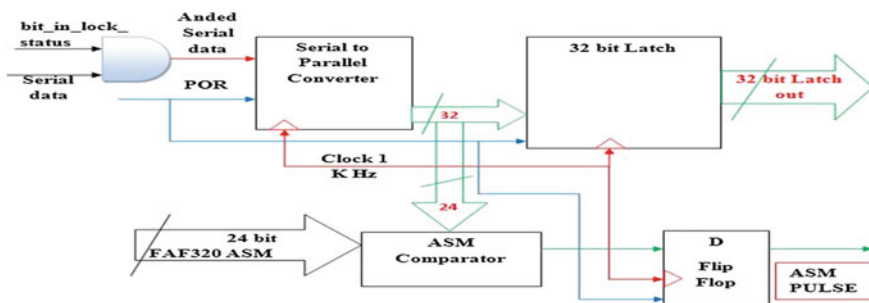 bit_in_lock_
status
Serial
data
Anded
Serial
data
POR
Serial to
Parallel
Converter
32
32 bit Latch
32 bit Latch
out
Clock 1
K Hz
24
24 bit
FAF320 ASM
ASM
Comparator
D
Flip
Flop
ASM
PULSE